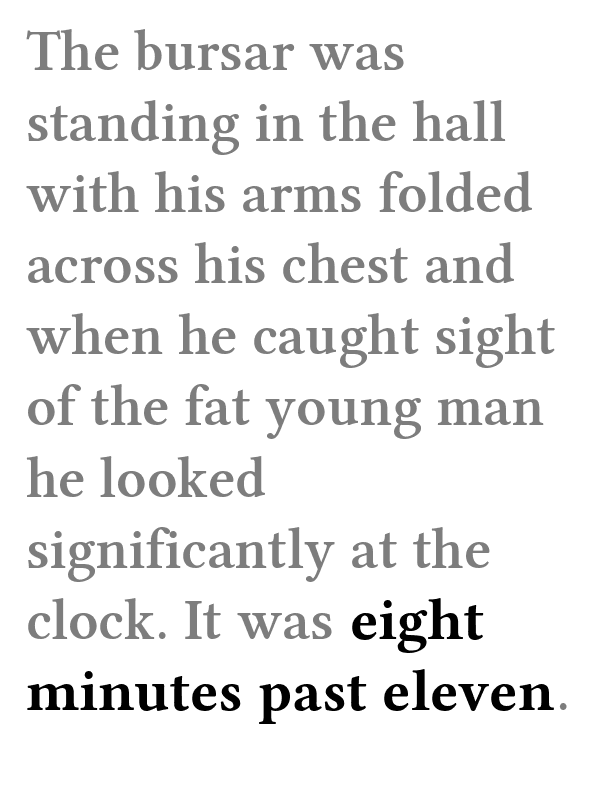 The bursar was
standing in the hall
with his arms folded
across his chest and
when he caught sight
of the fat young man
he looked
significantly at the
clock. It was eight
minutes past eleven.